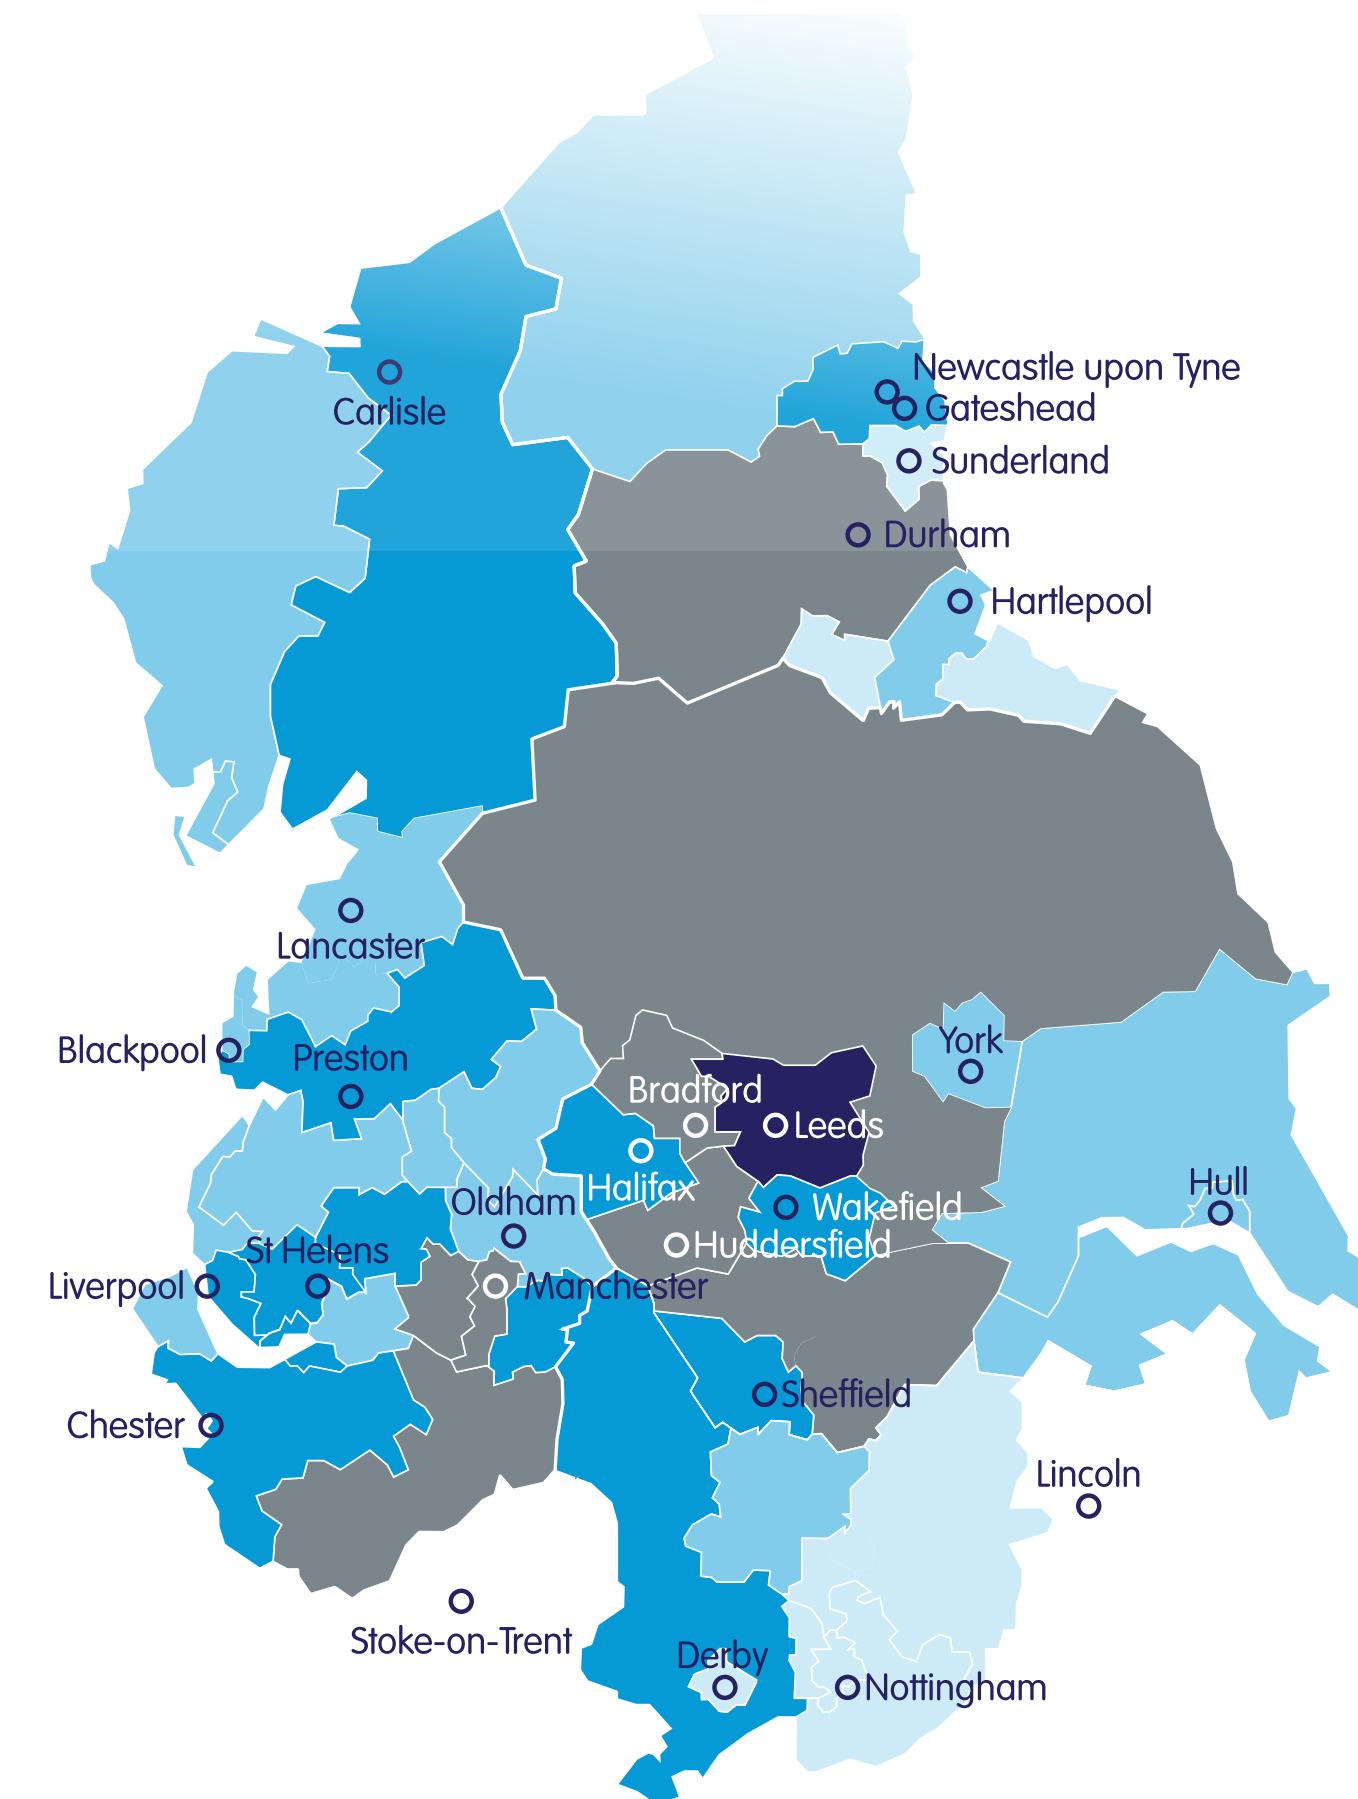 Newcastle upon Tyne
Carlisle
Gateshead
Sunderland
Durham
Hartlepool
Lancaster
York
Blackpool
Preston
Bradford
Leeds
Halifax
Hull
Oldham
Wakefield
St Helens
Huddersfield
Liverpool
Manchester
Sheffield
Chester
Lincoln
Stoke-on-Trent
Derby
Nottingham